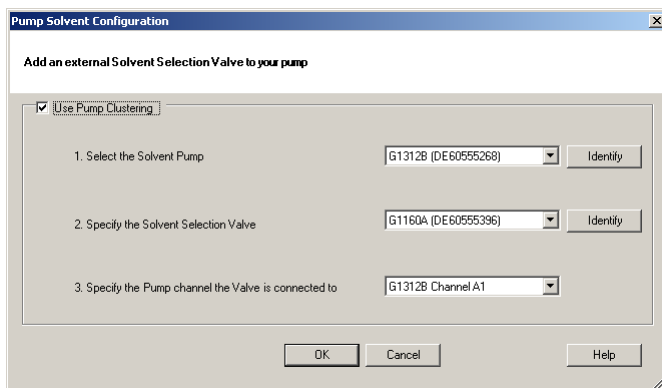 Pump Solvent Configuration
Add an external Solvent Selection Valve to your pump
Use Pump Clustering
1. Select the Solvent Pump
G1312B (DE60555268)
Identify
2. Specify the Solvent Selection Valve
G1160A (DE60555396)
Identify
3. Specify the Pump channel the Valve is connected to
G1312B Channel A1
OK
Cancel
Help